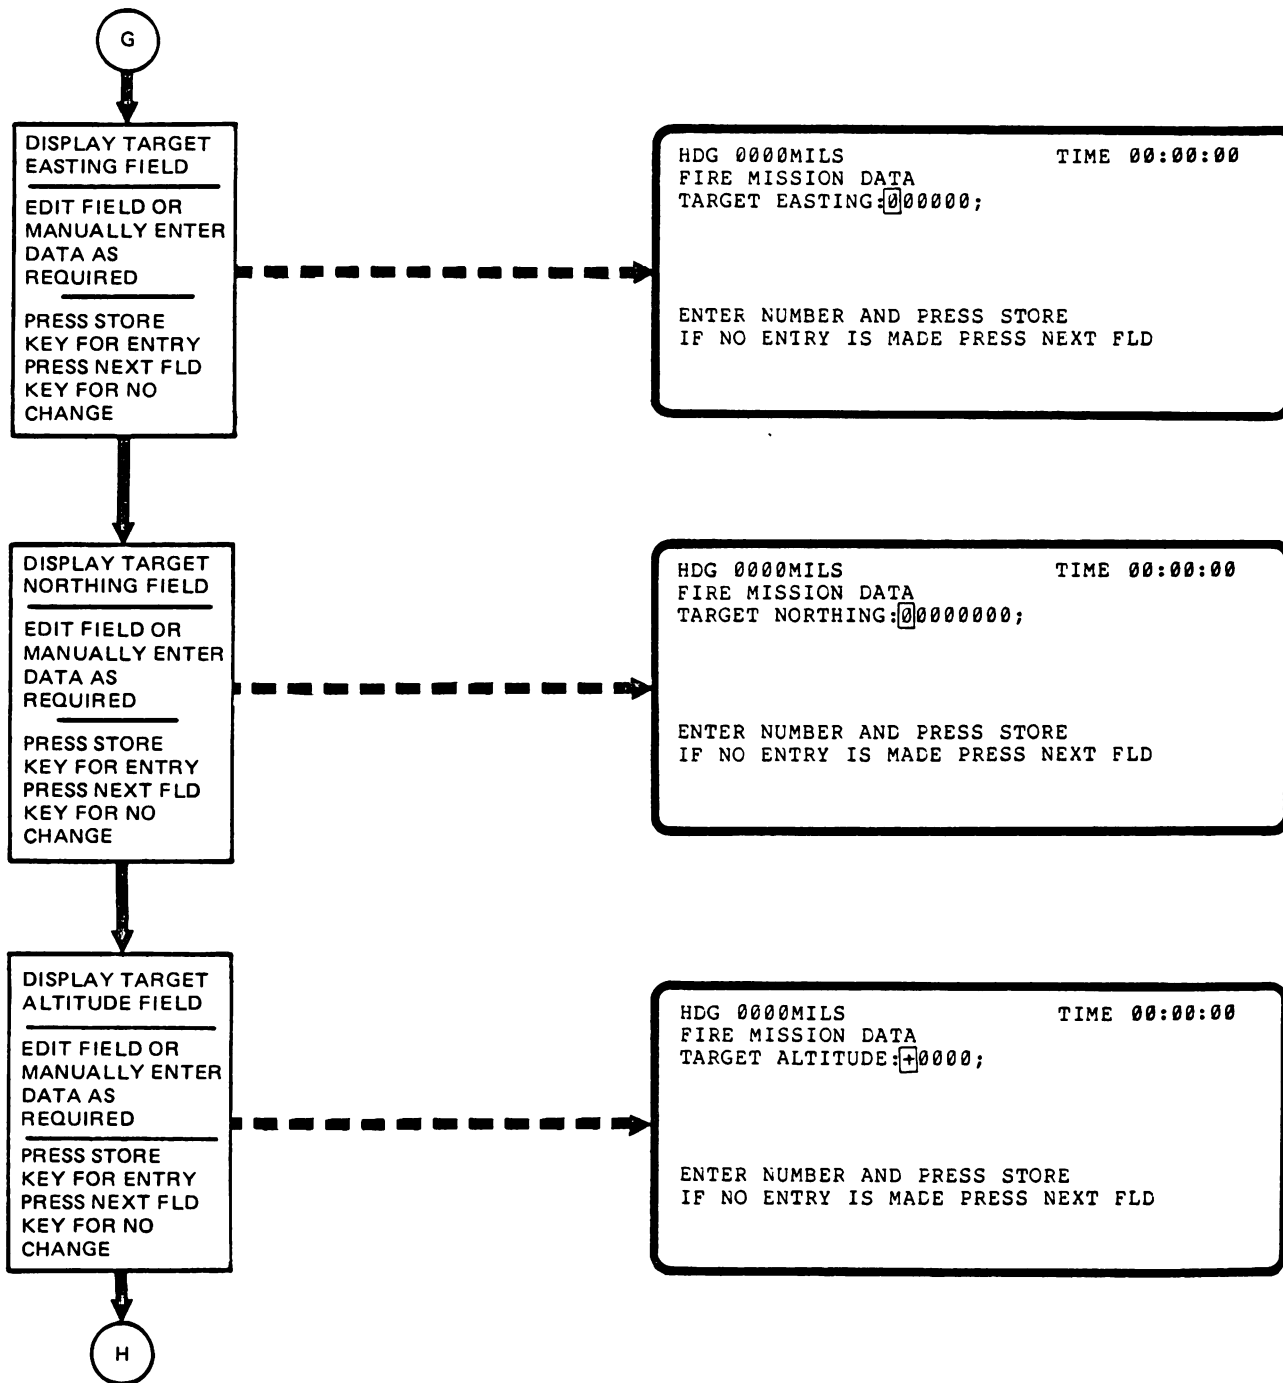 G
DISPLAY TARGET
EASTING FIELD
EDIT FIELD OR
MANUALLY ENTER
DATA AS
REQUIRED
PRESS STORE
KEY FOR ENTRY
PRESS NEXT FLD
KEY FOR NO
CHANGE
HDG 0000MILS TIME 00:00:00
FIRE MISSION DATA
TARGET EASTING:000000;
ENTER NUMBER AND PRESS STORE
IF NO ENTRY IS MADE PRESS NEXT FLD
DISPLAY TARGET
NORTHING FIELD
EDIT FIELD OR
MANUALLY ENTER
DATA AS
REQUIRED
PRESS STORE
KEY FOR ENTRY
PRESS NEXT FLD
KEY FOR NO
CHANGE
HDG 0000MILS TIME 00:00:00
FIRE MISSION DATA
TARGET NORTHING:00000000;
ENTER NUMBER AND PRESS STORE
IF NO ENTRY IS MADE PRESS NEXT FLD
DISPLAY TARGET
ALTITUDE FIELD
EDIT FIELD OR
MANUALLY ENTER
DATA AS
REQUIRED
PRESS STORE
KEY FOR ENTRY
PRESS NEXT FLD
KEY FOR NO
CHANGE
HDG 0000MILS TIME 00:00:00
FIRE MISSION DATA
TARGET ALTITUDE:+0000;
ENTER NUMBER AND PRESS STORE
IF NO ENTRY IS MADE PRESS NEXT FLD
H